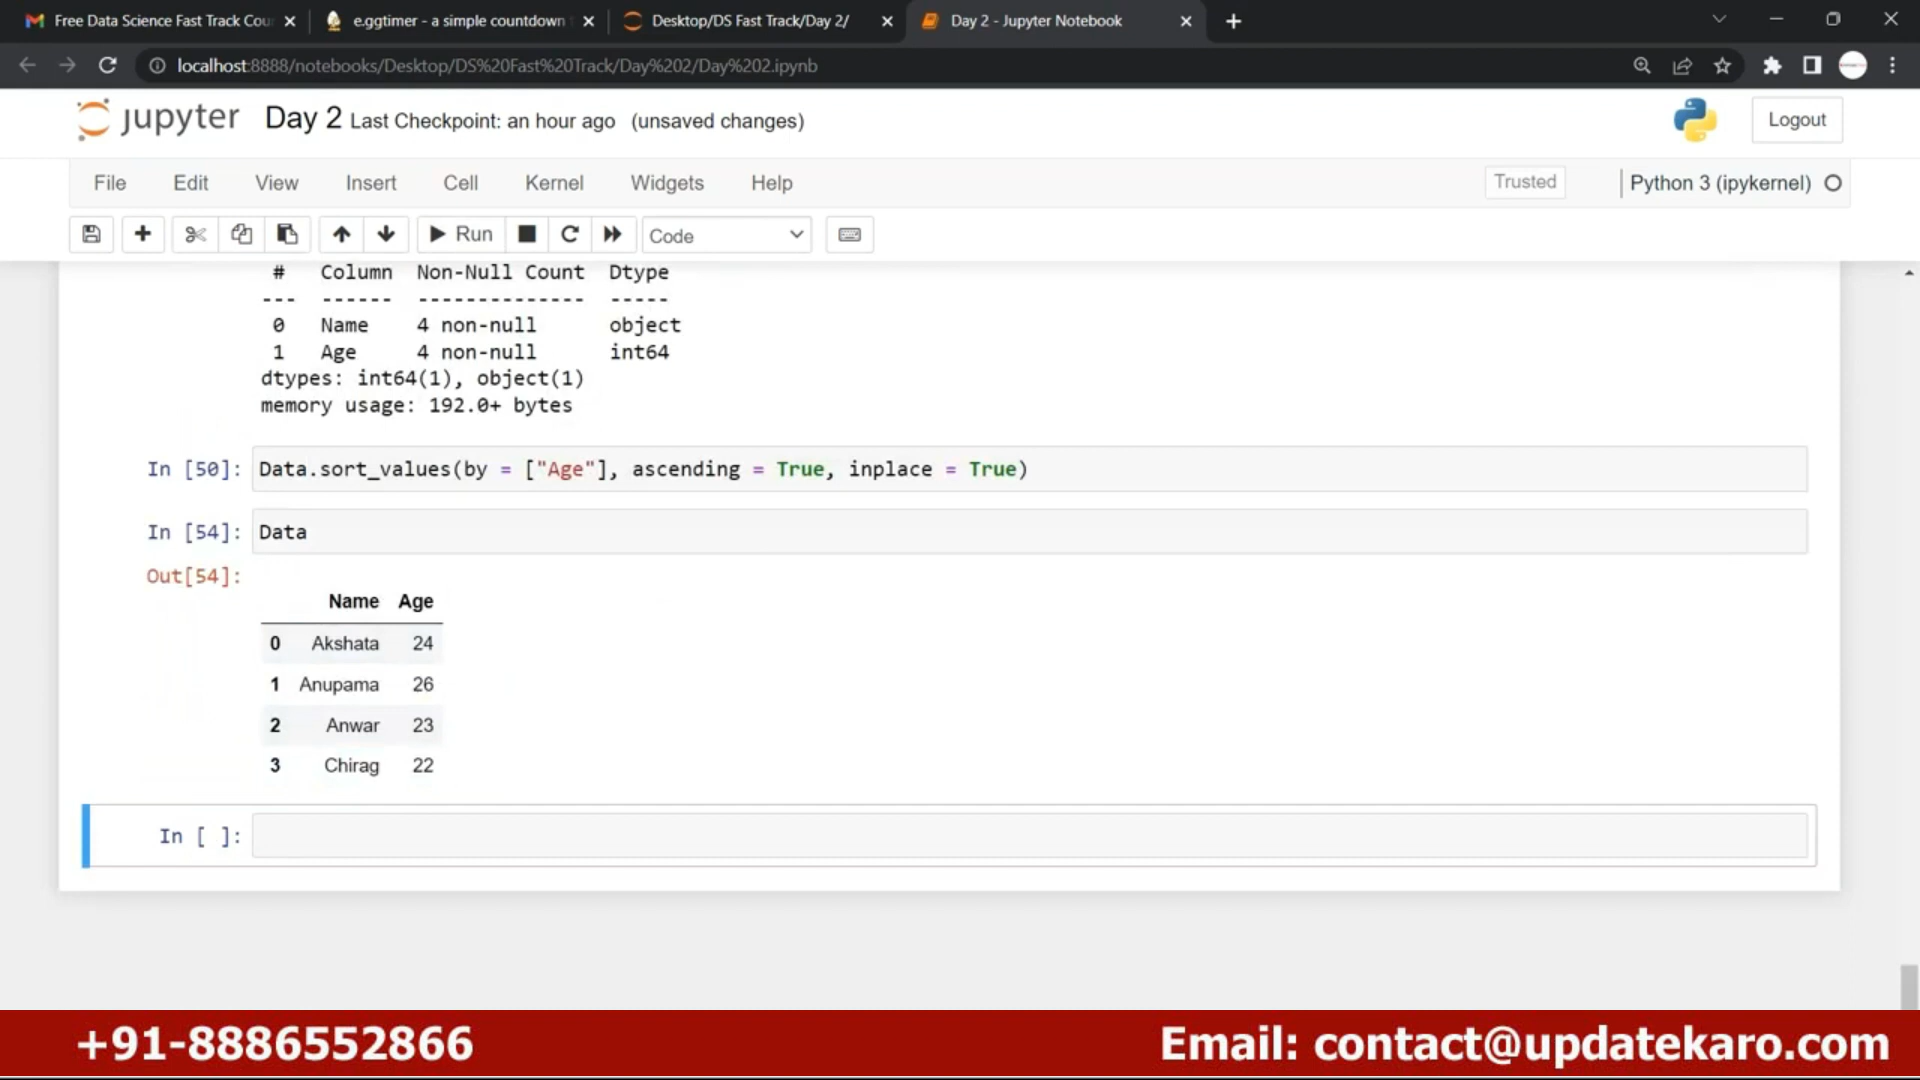 Free Data Science Fast Track Cou
e.ggtimer - a simple countdown
Desktop/DS Fast Track/Day 2/
Day 2 - Jupyter Notebook
localhost:8888/notebooks/Desktop/DS%20Fast%20Track/Day%202/Day%202.ipynb
jupyter Day 2 Last Checkpoint: an hour ago (unsaved changes)
Logout
File Edit View Insert Cell Kernel Widgets Help
Trusted
Python 3 (ipykernel)
Run
Code
# Column Non-Null Count Dtype
--- ------ -------------- -----
0 Name 4 non-null object
1 Age 4 non-null int64
dtypes: int64(1), object(1)
memory usage: 192.0+ bytes
In [50]: Data.sort_values(by = ["Age"], ascending = True, inplace = True)
In [54]: Data
Out[54]:
Name Age
0 Akshata 24
1 Anupama 26
2 Anwar 23
3 Chirag 22
In [ ]:
+91-8886552866
Email: contact@updatekaro.com